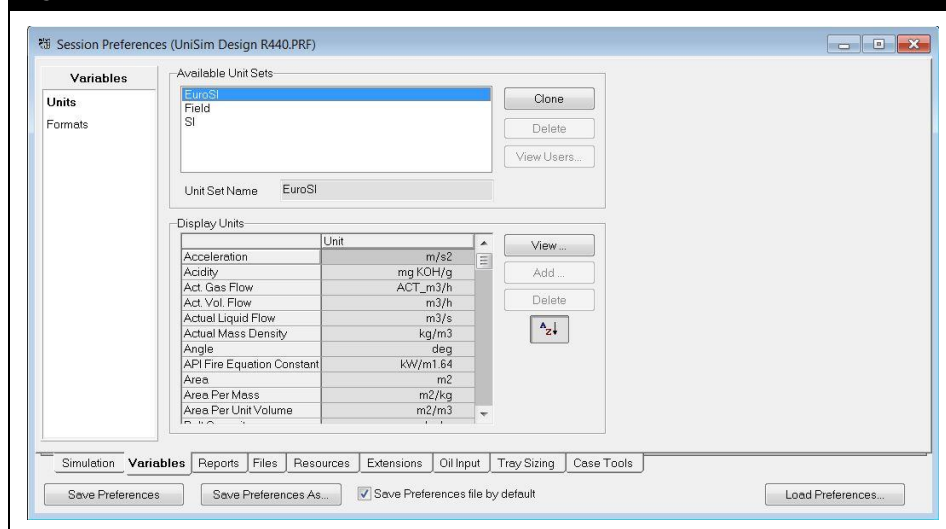 Session Preferences (UniSim Design R440.PRF)
Variables
Units
Formats
Available Unit Sets
EuroSI
Field
SI
Clone
Delete
View Users...
Unit Set Name EuroSI
Display Units
Unit
Acceleration m/s2
Acidity mg KOH/g
Act. Gas Flow ACT_m3/h
Act. Vol. Flow m3/h
Actual Liquid Flow m3/s
Actual Mass Density kg/m3
Angle deg
API Fire Equation Constant kW/m1.64
Area m2
Area Per Mass m2/kg
Area Per Unit Volume m2/m3
View ...
Add ...
Delete
AZ↓
Simulation Variables Reports Files Resources Extensions Oil Input Tray Sizing Case Tools
Save Preferences Save Preferences As... Save Preferences file by default Load Preferences...